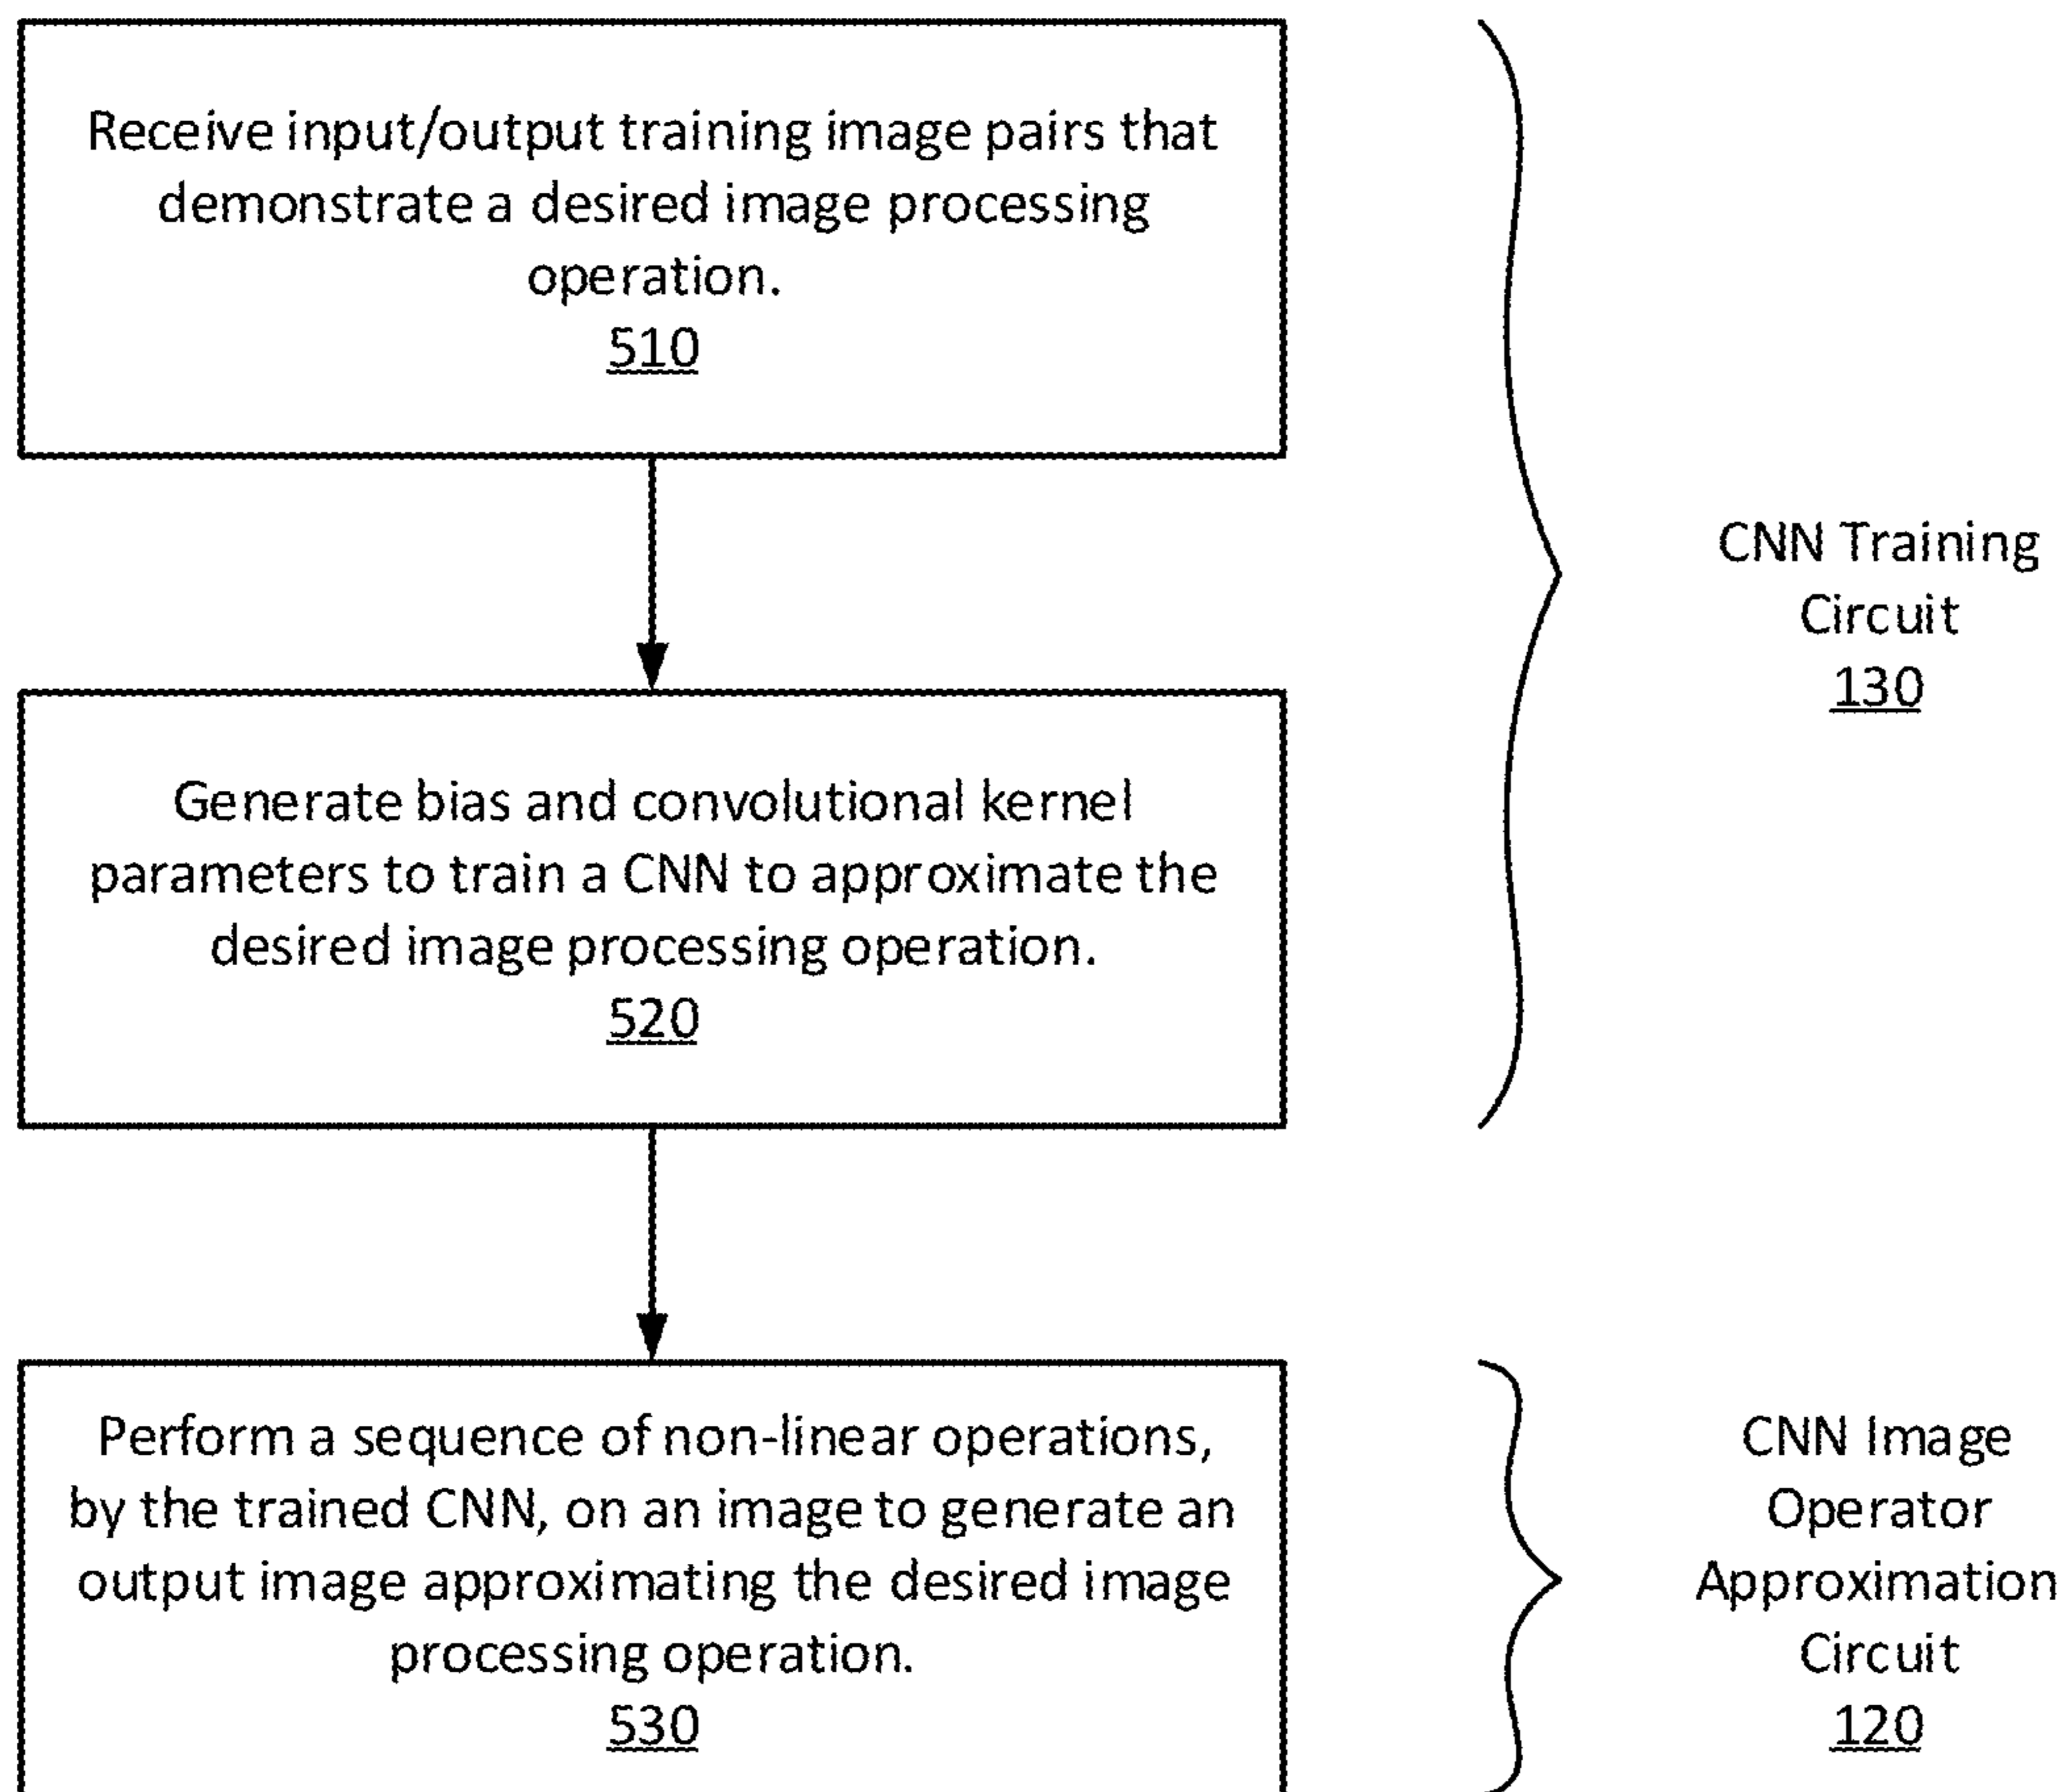 Receive input/output training image pairs that
demonstrate a desired image processing
operation.
510
CNN Training
Circuit
130
Generate bias and convolutional kernel
parameters to train a CNN to approximate the
desired image processing operation.
520
Perform a sequence of non-linear operations,
by the trained CNN, on an image to generate an
output image approximating the desired image
processing operation.
530
CNN Image
Operator
Approximation
Circuit
120